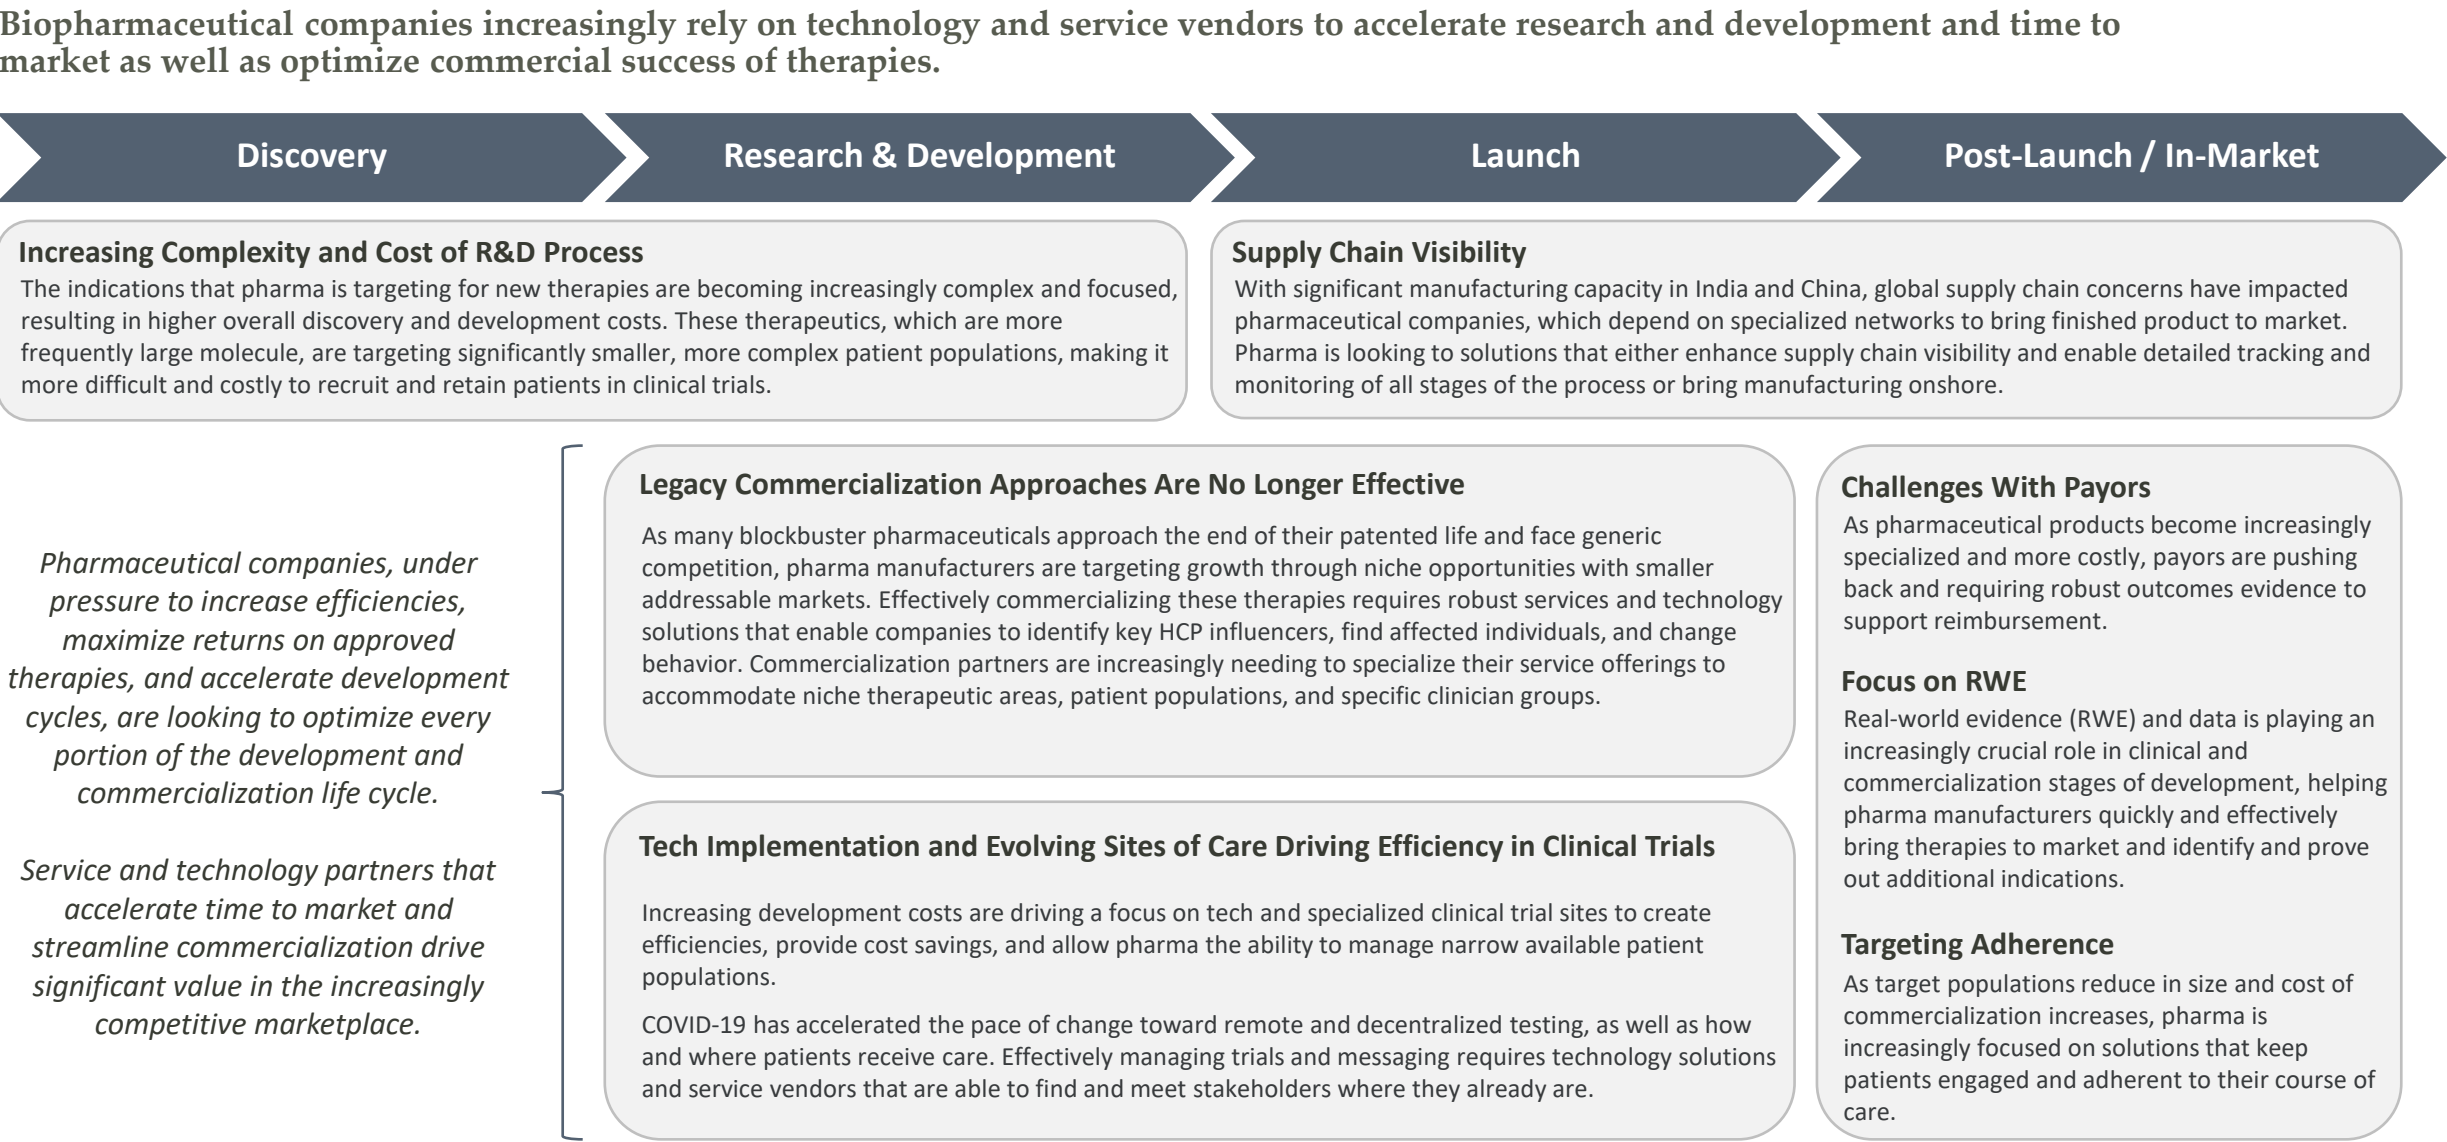 Biopharmaceutical companies increasingly rely on technology and service vendors to accelerate research and development and time to
market as well as optimize commercial success of therapies.
Discovery
Research & Development
Launch
Post-Launch / In-Market
Increasing Complexity and Cost of R&D Process
The indications that pharma is targeting for new therapies are becoming increasingly complex and focused,
resulting in higher overall discovery and development costs. These therapeutics, which are more
frequently large molecule, are targeting significantly smaller, more complex patient populations, making it
more difficult and costly to recruit and retain patients in clinical trials.
Supply Chain Visibility
With significant manufacturing capacity in India and China, global supply chain concerns have impacted
pharmaceutical companies, which depend on specialized networks to bring finished product to market.
Pharma is looking to solutions that either enhance supply chain visibility and enable detailed tracking and
monitoring of all stages of the process or bring manufacturing onshore.
Pharmaceutical companies, under
pressure to increase efficiencies,
maximize returns on approved
therapies, and accelerate development
cycles, are looking to optimize every
portion of the development and
commercialization life cycle.
Service and technology partners that
accelerate time to market and
streamline commercialization drive
significant value in the increasingly
competitive marketplace.
Legacy Commercialization Approaches Are No Longer Effective
As many blockbuster pharmaceuticals approach the end of their patented life and face generic
competition, pharma manufacturers are targeting growth through niche opportunities with smaller
addressable markets. Effectively commercializing these therapies requires robust services and technology
solutions that enable companies to identify key HCP influencers, find affected individuals, and change
behavior. Commercialization partners are increasingly needing to specialize their service offerings to
accommodate niche therapeutic areas, patient populations, and specific clinician groups.
Tech Implementation and Evolving Sites of Care Driving Efficiency in Clinical Trials
Increasing development costs are driving a focus on tech and specialized clinical trial sites to create
efficiencies, provide cost savings, and allow pharma the ability to manage narrow available patient
populations.
COVID-19 has accelerated the pace of change toward remote and decentralized testing, as well as how
and where patients receive care. Effectively managing trials and messaging requires technology solutions
and service vendors that are able to find and meet stakeholders where they already are.
Challenges With Payors
As pharmaceutical products become increasingly
specialized and more costly, payors are pushing
back and requiring robust outcomes evidence to
support reimbursement.
Focus on RWE
Real-world evidence (RWE) and data is playing an
increasingly crucial role in clinical and
commercialization stages of development, helping
pharma manufacturers quickly and effectively
bring therapies to market and identify and prove
out additional indications.
Targeting Adherence
As target populations reduce in size and cost of
commercialization increases, pharma is
increasingly focused on solutions that keep
patients engaged and adherent to their course of
care.